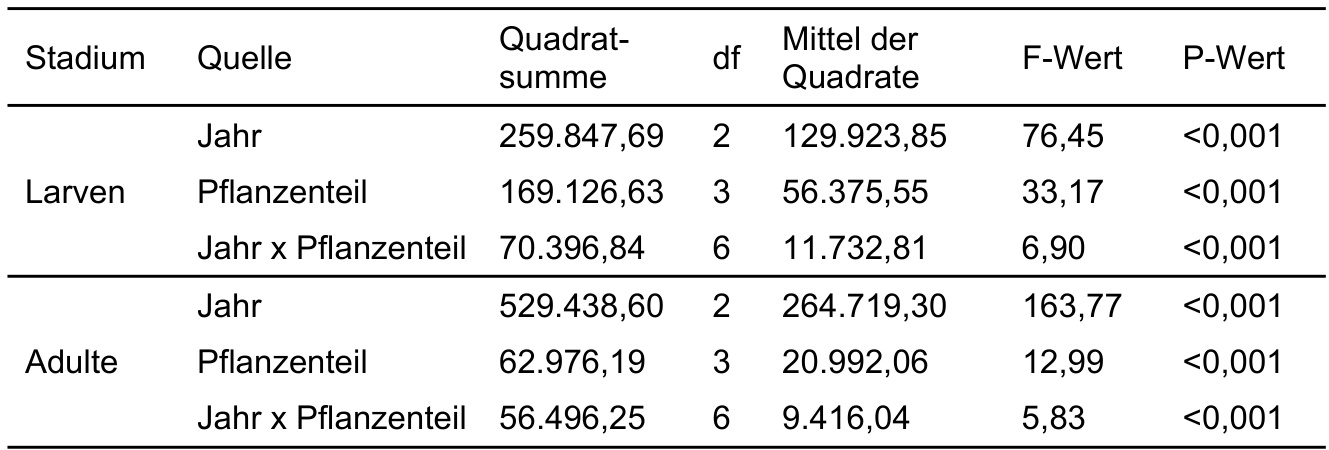 Stadium Quelle Quadrat-summe df Mittel der Quadrate F-Wert P-Wert
Jahr 259.847,69 2 129.923,85 76,45 <0,001
Larven Pflanzenteil 169.126,63 3 56.375,55 33,17 <0,001
Jahr x Pflanzenteil 70.396,84 6 11.732,81 6,90 <0,001
Jahr 529.438,60 2 264.719,30 163,77 <0,001
Adulte Pflanzenteil 62.976,19 3 20.992,06 12,99 <0,001
Jahr x Pflanzenteil 56.496,25 6 9.416,04 5,83 <0,001